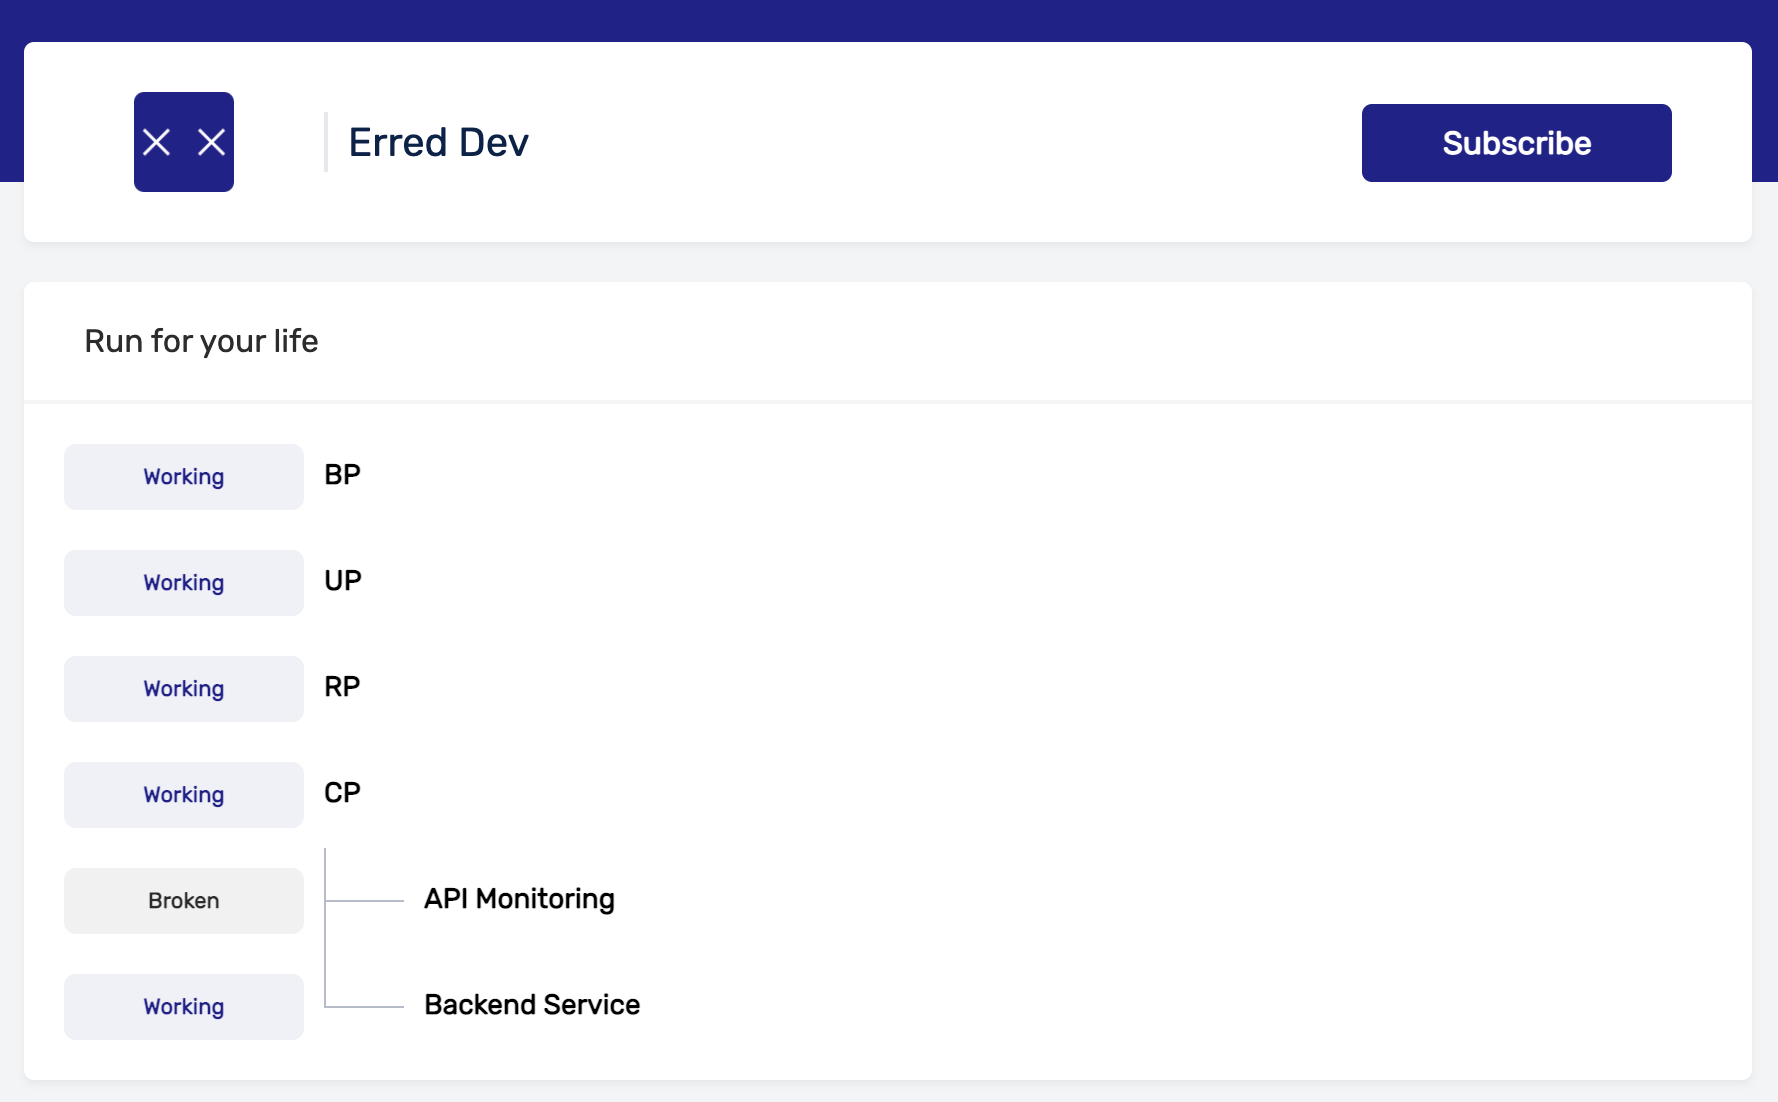 Erred Dev
Subscribe
Run for your life
Working BP
Working UP
Working RP
Working CP
Broken API Monitoring
Working Backend Service